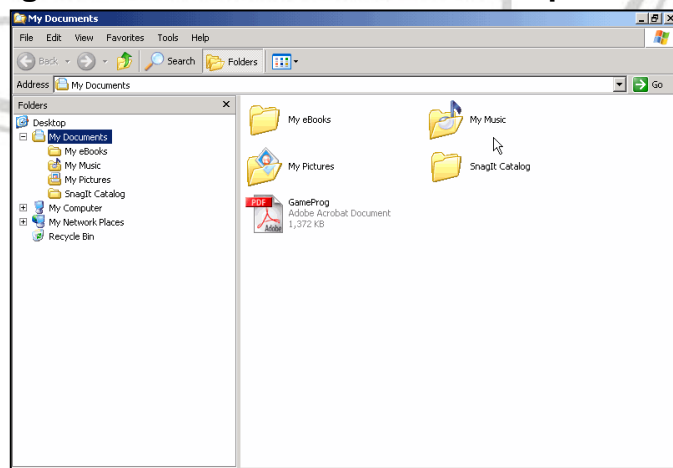 My Documents
File Edit View Favorites Tools Help
Back Search Folders
Address My Documents Go
Folders x
Desktop
My Documents
My eBooks
My Music
My Pictures
SnagIt Catalog
My Computer
My Network Places
Recycle Bin
My eBooks
My Music
My Pictures
SnagIt Catalog
PDF
Adobe
GameProg
Adobe Acrobat Document
1,372 KB